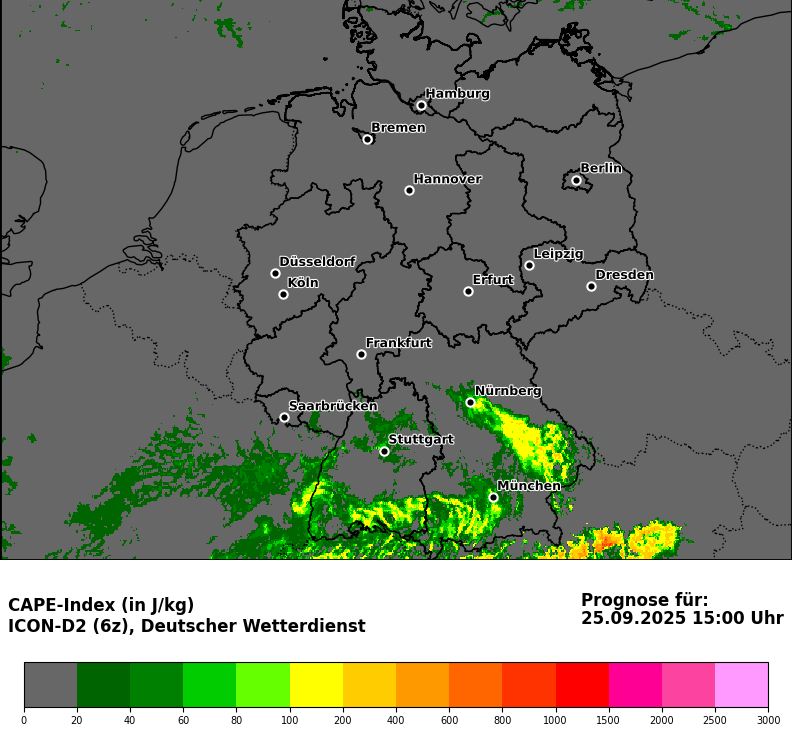 Hamburg
Bremen
Berlin
Hannover
Leipzig
Düsseldorf
Dresden
Köln
Erfurt
Frankfurt
Nürnberg
Saarbrücken
Stuttgart
München
CAPE-Index (in J/kg)
ICON-D2 (6z), Deutscher Wetterdienst
Prognose für:
25.09.2025 15:00 Uhr
0 20 40 60 80 100 200 400 600 800 1000 1500 2000 2500 3000